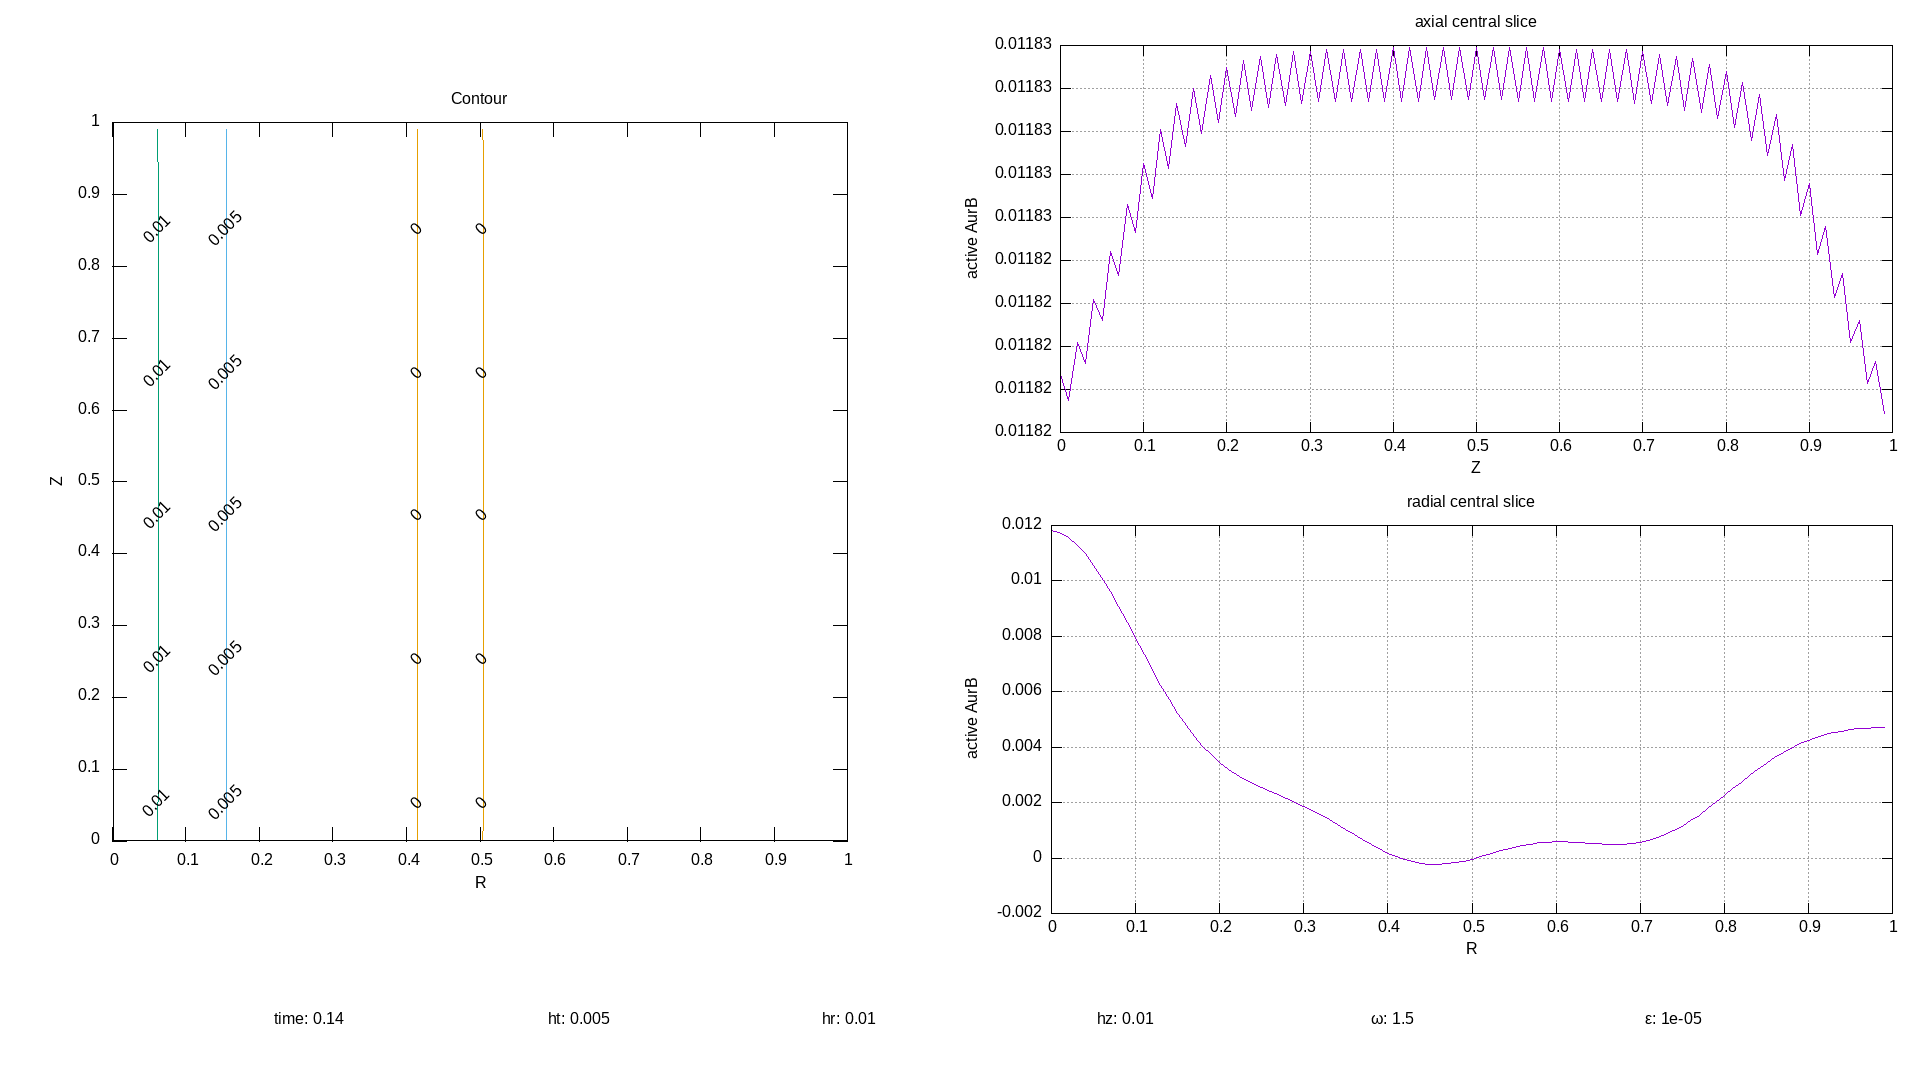 Contour
1
0.9
0.8
0.7
0.6
0.5
0.4
0.3
0.2
0.1
0
Z
0.01 0.005 0 0
0.01 0.005 0 0
0.01 0.005 0 0
0.01 0.005 0 0
0.01 0.005 0 0
0 0.1 0.2 0.3 0.4 0.5 0.6 0.7 0.8 0.9 1
R
axial central slice
0.01183
0.01183
0.01183
0.01183
0.01183
0.01182
0.01182
0.01182
0.01182
0.01182
active AurB
0 0.1 0.2 0.3 0.4 0.5 0.6 0.7 0.8 0.9 1
Z
radial central slice
0.012
0.01
0.008
0.006
0.004
0.002
0
-0.002
active AurB
0 0.1 0.2 0.3 0.4 0.5 0.6 0.7 0.8 0.9 1
R
time: 0.14 ht: 0.005 hr: 0.01 hz: 0.01 ω: 1.5 ε: 1e-05